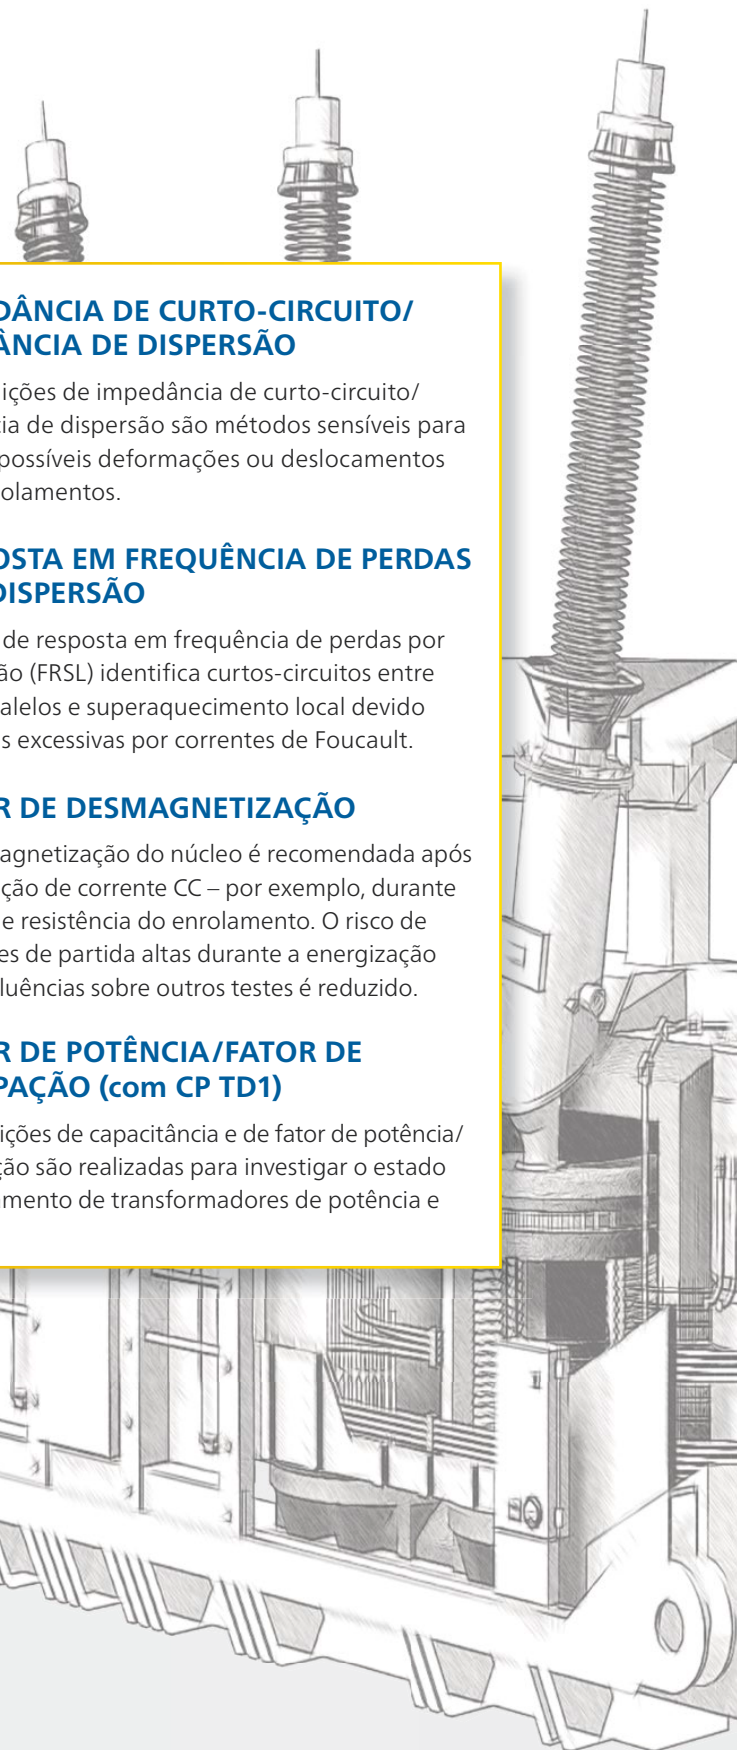 DÂNCIA DE CURTO-CIRCUITO/
ÂNCIA DE DISPERSÃO
ições de impedância de curto-circuito/
cia de dispersão são métodos sensíveis para
possíveis deformações ou deslocamentos
olamentos.
OSTA EM FREQUÊNCIA DE PERDAS
DISPERSÃO
de resposta em frequência de perdas por
ão (FRSL) identifica curtos-circuitos entre
alelos e superaquecimento local devido
s excessivas por correntes de Foucault.
R DE DESMAGNETIZAÇÃO
agnetização do núcleo é recomendada após
ção de corrente CC – por exemplo, durante
e resistência do enrolamento. O risco de
es de partida altas durante a energização
luências sobre outros testes é reduzido.
R DE POTÊNCIA/FATOR DE
PAÇÃO (com CP TD1)
ições de capacitância e de fator de potência/
ção são realizadas para investigar o estado
amento de transformadores de potência e